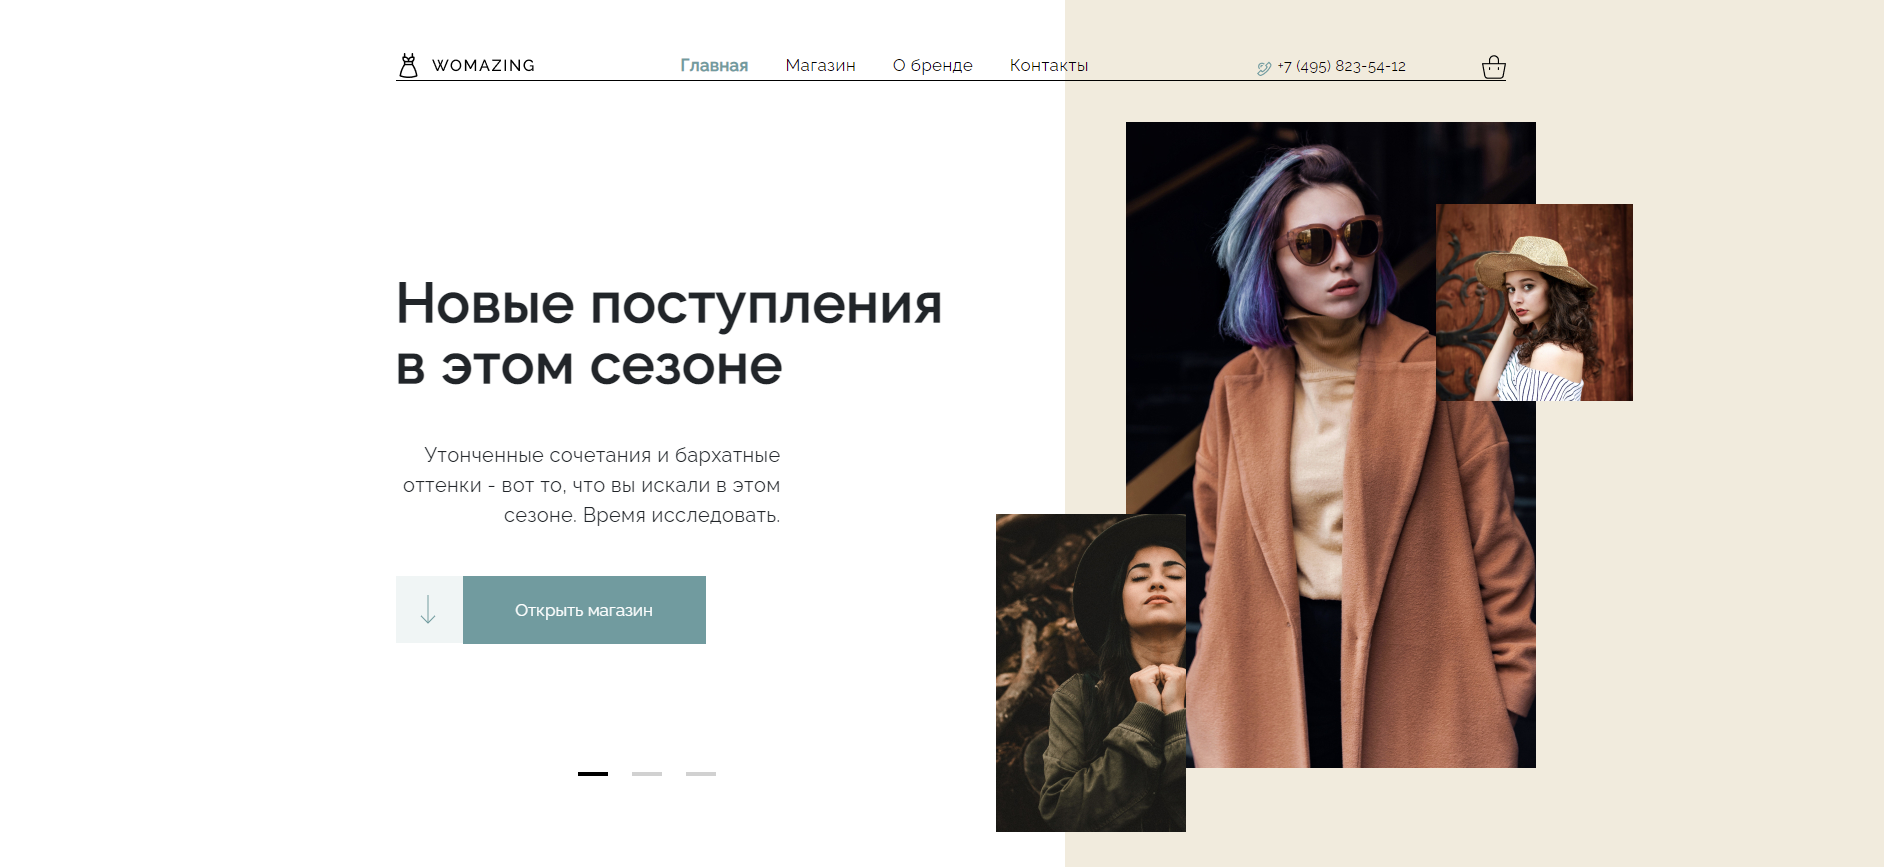 WOMAZING
Главная
Магазин
О бренде
Контакты
+7 (495) 823-54-12
Новые поступления
в этом сезоне
Утонченные сочетания и бархатные
оттенки - вот то, что вы искали в этом
сезоне. Время исследовать.
Открыть магазин